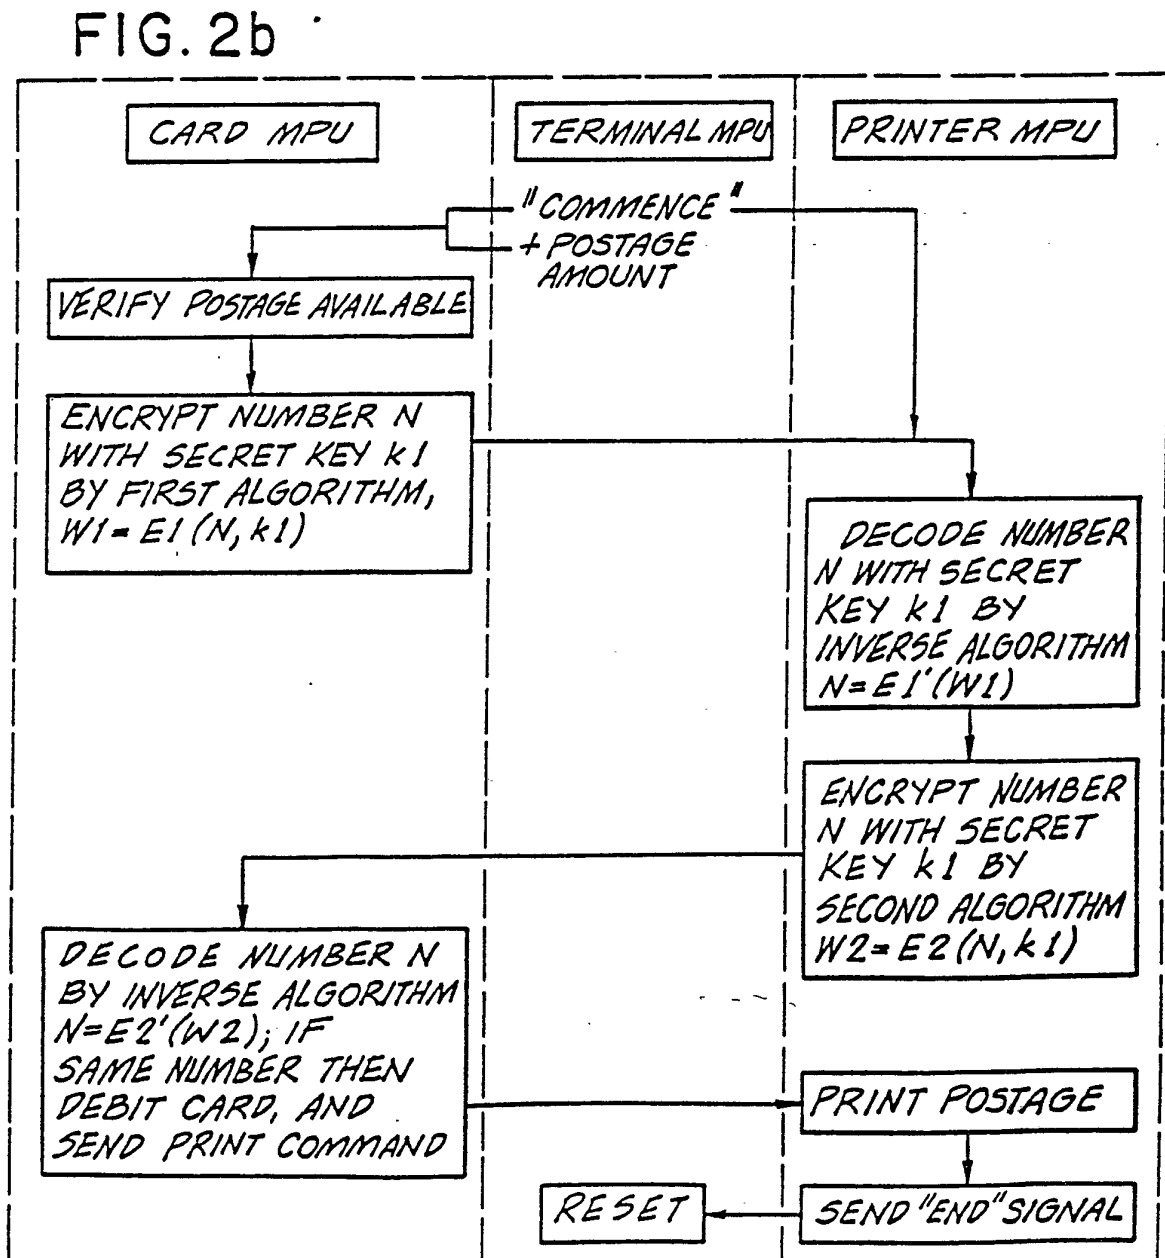 FIG. 2b
CARD MPU
TERMINAL MPU
PRINTER MPU
"COMMENCE"
+ POSTAGE
AMOUNT
VERIFY POSTAGE AVAILABLE
ENCRYPT NUMBER N
WITH SECRET KEY k1
BY FIRST ALGORITHM,
W1=E1(N,k1)
DECODE NUMBER
N WITH SECRET
KEY k1 BY
INVERSE ALGORITHM
N=E1'(W1)
ENCRYPT NUMBER
N WITH SECRET
KEY k1 BY
SECOND ALGORITHM
W2=E2(N,k1)
DECODE NUMBER N
BY INVERSE ALGORITHM
N=E2'(W2); IF
SAME NUMBER THEN
DEBIT CARD, AND
SEND PRINT COMMAND
PRINT POSTAGE
SEND "END" SIGNAL
RESET